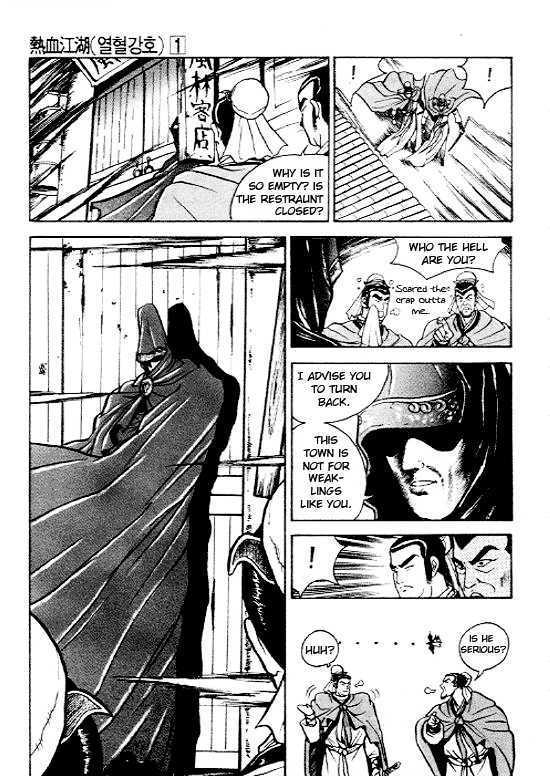 熱血江湖(열혈강호) 1
風林客店
WHY IS IT
SO EMPTY? IS
THE RESTRAUNT
CLOSED?
!
!
WHO THE HELL
ARE YOU?
Scared the
crap outta
me..
I ADVISE YOU
TO TURN
BACK.
THIS
TOWN IS
NOT FOR
WEAK-
LINGS
LIKE YOU.
!
HUH?
IS HE
SERIOUS?